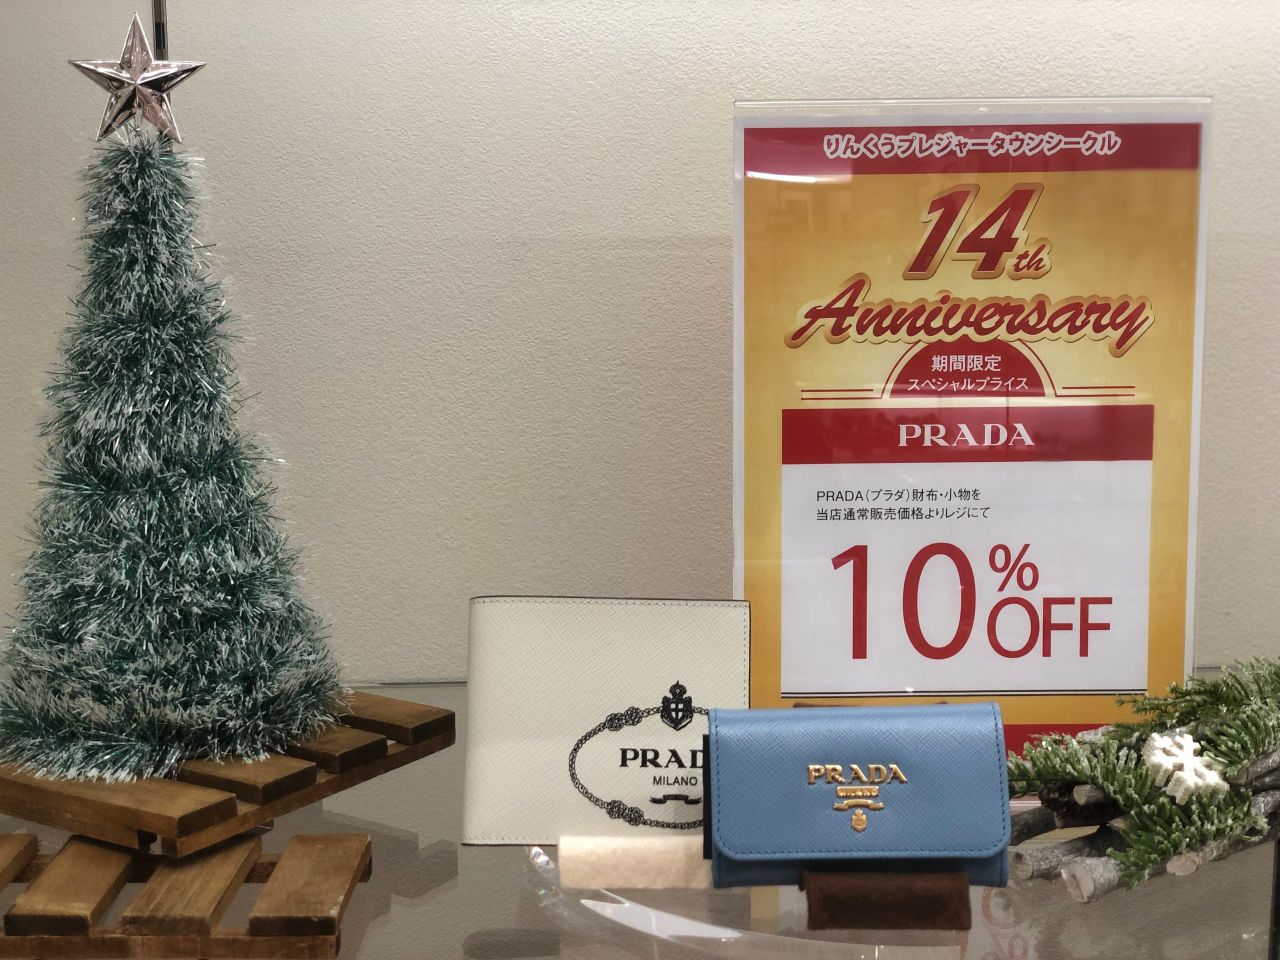 りんくうプレジャータウンシークル
14th
Anniversary
期間限定
スペシャルプライス
PRADA
PRADA(プラダ)財布・小物を
当店通常販売価格よりレジにて
10%
OFF
PRAD
MILANO
PRADA
MILANO